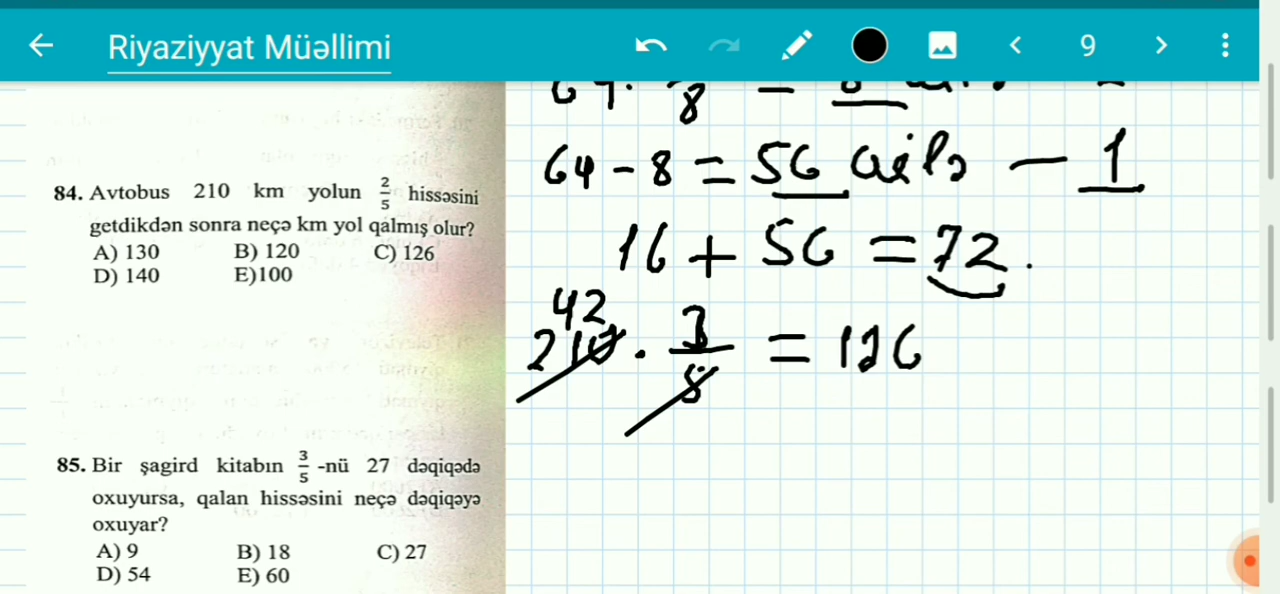 Riyaziyyat Müəllimi
9
84. Avtobus 210 km yolun 2/5 hissəsini
getdikdən sonra neçə km yol qalmış olur?
A) 130 B) 120 C) 126
D) 140 E)100
85. Bir şagird kitabın 3/5 -nü 27 dəqiqədə
oxuyursa, qalan hissəsini neçə dəqiqəyə
oxuyar?
A) 9 B) 18 C) 27
D) 54 E) 60
64 - 8 = 56 ailə — 1
16 + 56 = 72.
42
210 · 3/5 = 126